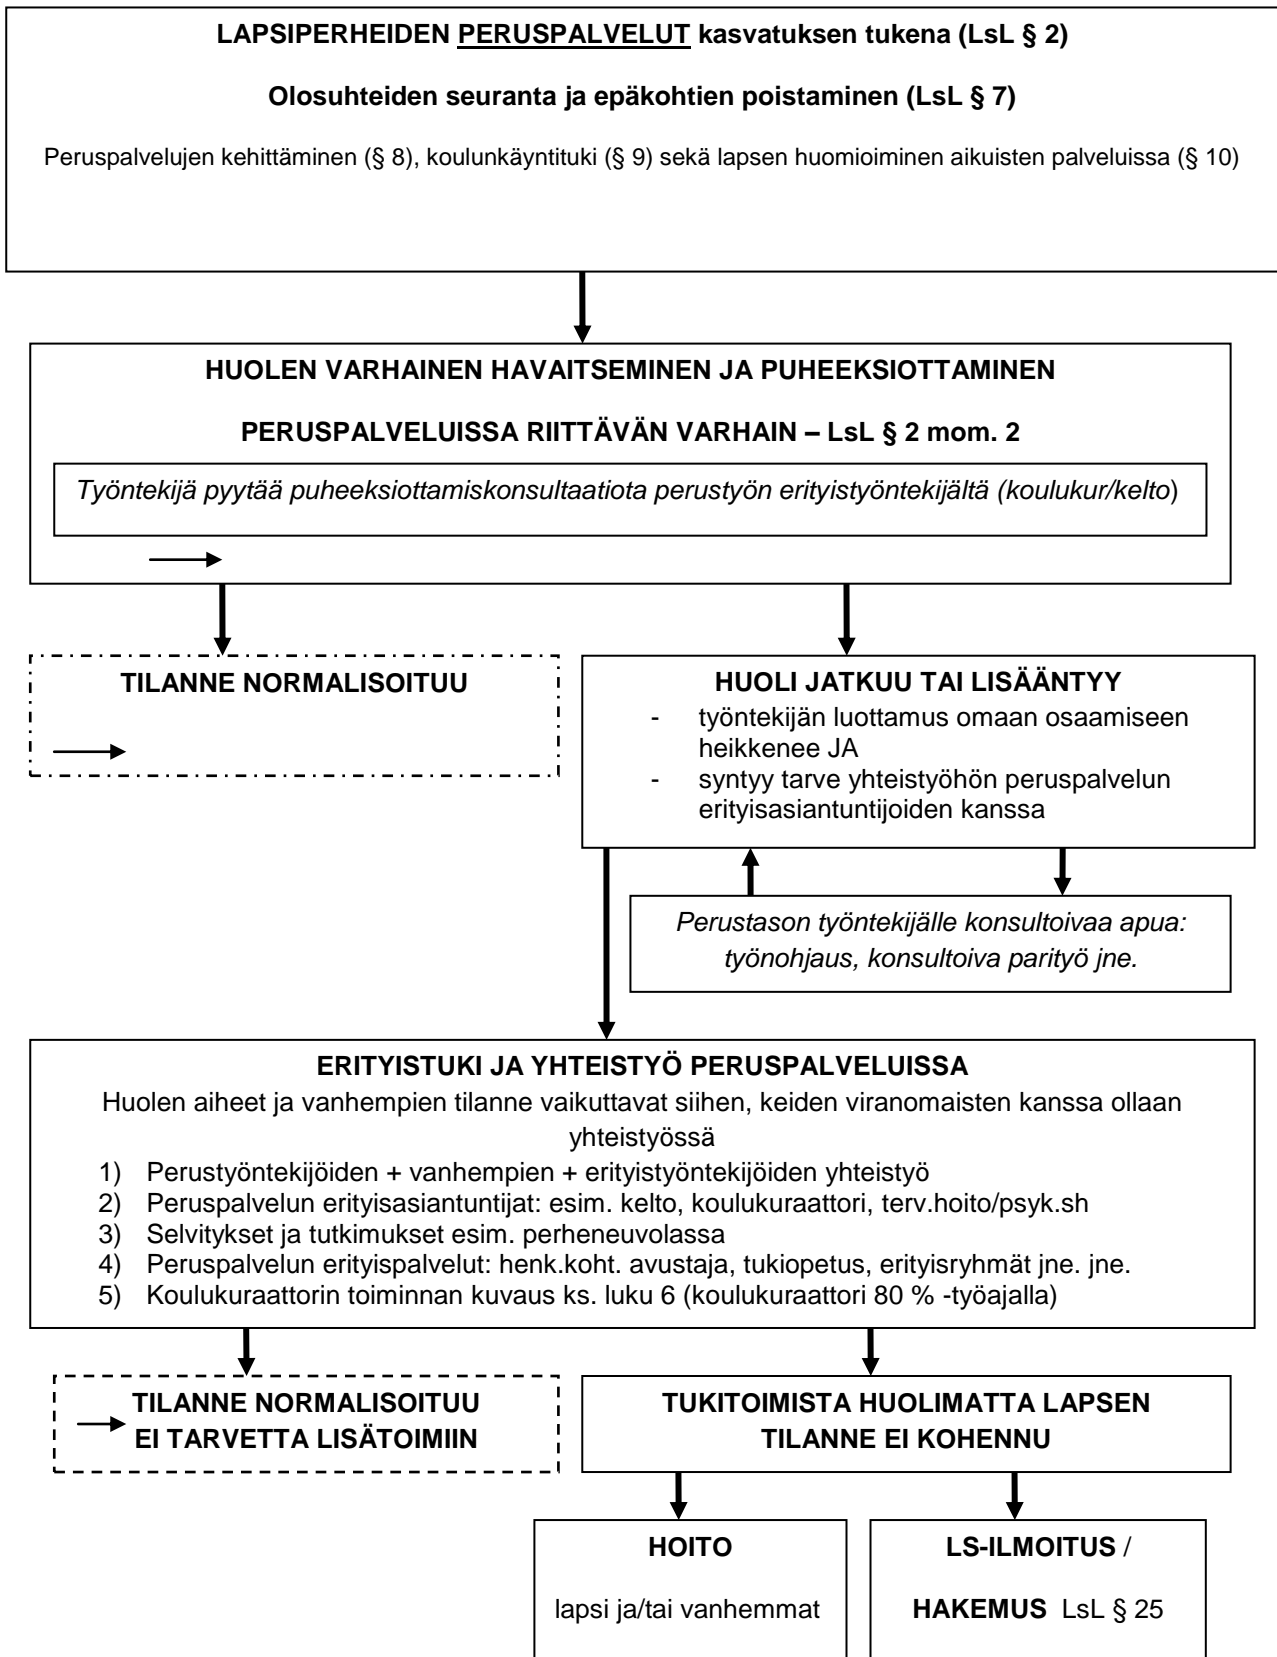 LAPSIPERHEIDEN PERUSPALVELUT kasvatuksen tukena (LsL § 2)
Olosuhteiden seuranta ja epäkohtien poistaminen (LsL § 7)
Peruspalvelujen kehittäminen (§ 8), koulunkäyntituki (§ 9) sekä lapsen huomioiminen aikuisten palveluissa (§ 10)
HUOLEN VARHAINEN HAVAITSEMINEN JA PUHEEKSIOTTAMINEN
PERUSPALVELUISSA RIITTÄVÄN VARHAIN – LsL § 2 mom. 2
Työntekijä pyytää puheeksiottamiskonsultaatiota perustyön erityistyöntekijältä (koulukur/kelto)
TILANNE NORMALISOITUU
HUOLI JATKUU TAI LISÄÄNTYY
- työntekijän luottamus omaan osaamiseen
heikkenee JA
- syntyy tarve yhteistyöhön peruspalvelun
erityisasiantuntijoiden kanssa
Perustason työntekijälle konsultoivaa apua:
työnohjaus, konsultoiva parityö jne.
ERITYISTUKI JA YHTEISTYÖ PERUSPALVELUISSA
Huolen aiheet ja vanhempien tilanne vaikuttavat siihen, keiden viranomaisten kanssa ollaan
yhteistyössä
1) Perustyöntekijöiden + vanhempien + erityistyöntekijöiden yhteistyö
2) Peruspalvelun erityisasiantuntijat: esim. kelto, koulukuraattori, terv.hoito/psyk.sh
3) Selvitykset ja tutkimukset esim. perheneuvolassa
4) Peruspalvelun erityispalvelut: henk.koht. avustaja, tukiopetus, erityisryhmät jne. jne.
5) Koulukuraattorin toiminnan kuvaus ks. luku 6 (koulukuraattori 80 % -työajalla)
TILANNE NORMALISOITUU
EI TARVETTA LISÄTOIMIIN
TUKITOIMISTA HUOLIMATTA LAPSEN
TILANNE EI KOHENNU
HOITO
lapsi ja/tai vanhemmat
LS-ILMOITUS /
HAKEMUS LsL § 25